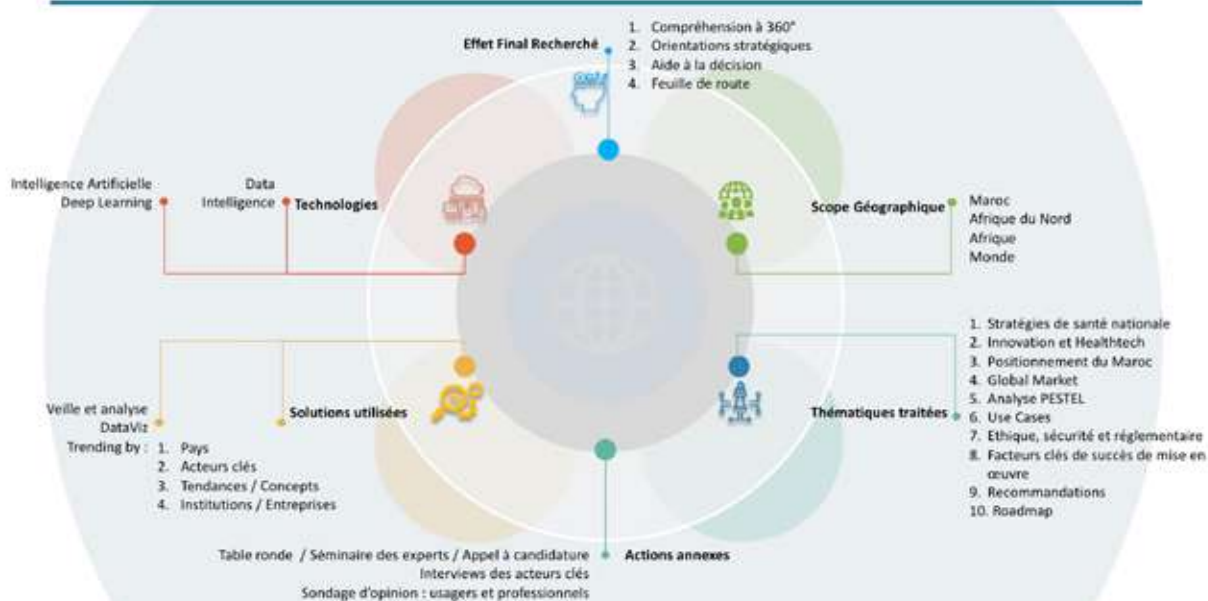 Effet Final Recherché
1. Compréhension à 360°
2. Orientations stratégiques
3. Aide à la décision
4. Feuille de route
Intelligence Artificielle
Deep Learning
Data
Intelligence
Technologies
Scope Géographique
Maroc
Afrique du Nord
Afrique
Monde
Veille et analyse
DataViz
Trending by :
1. Pays
2. Acteurs clés
3. Tendances / Concepts
4. Institutions / Entreprises
Solutions utilisées
Thématiques traitées
1. Stratégies de santé nationale
2. Innovation et Healthtech
3. Positionnement du Maroc
4. Global Market
5. Analyse PESTEL
6. Use Cases
7. Ethique, sécurité et réglementaire
8. Facteurs clés de succès de mise en
œuvre
9. Recommandations
10. Roadmap
Table ronde / Séminaire des experts / Appel à candidature
Interviews des acteurs clés
Sondage d'opinion : usagers et professionnels
Actions annexes